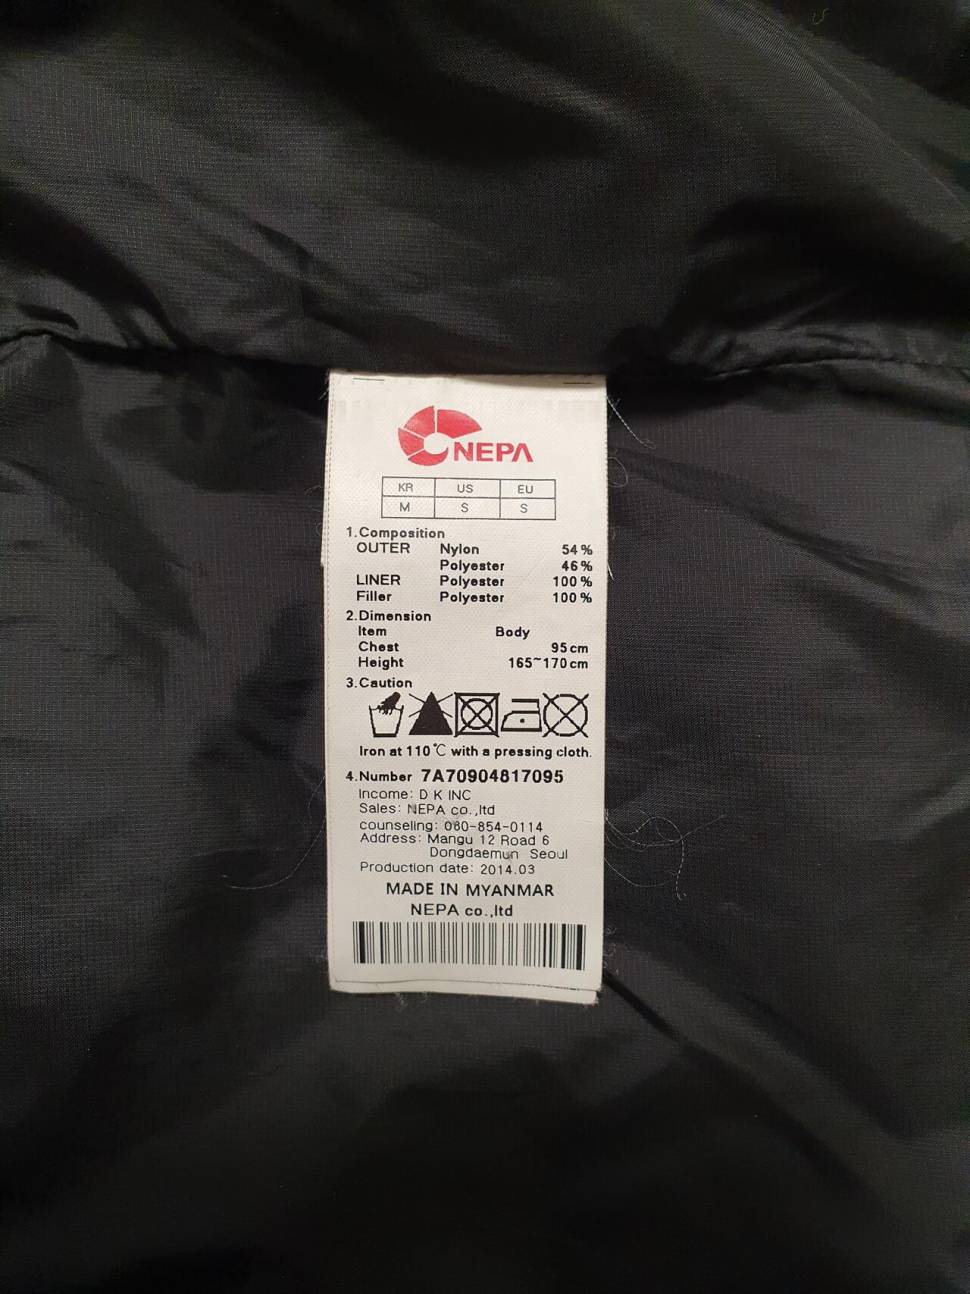 NEPA
KR US EU
M S S
1.Composition
OUTER Nylon 54%
Polyester 46%
LINER Polyester 100%
Filler Polyester 100%
2.Dimension
Item Body
Chest 95cm
Height 165~170cm
3.Caution
Iron at 110℃ with a pressing cloth.
4.Number 7A70904817095
Income: D K INC
Sales: NEPA co.,ltd
counseling: 080-854-0114
Address: Mangu 12 Road 6
Dongdaemun Seoul
Production date: 2014.03
MADE IN MYANMAR
NEPA co.,ltd